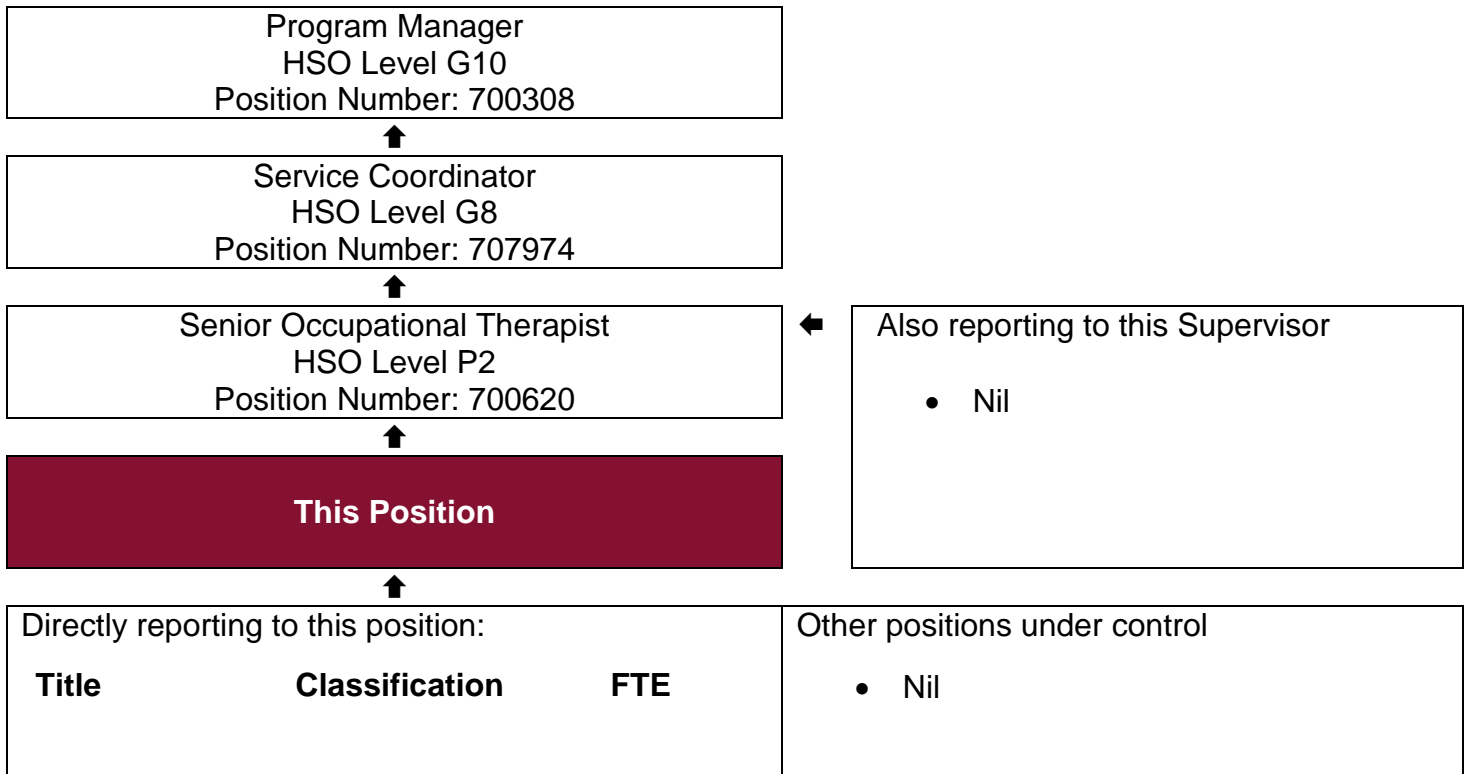 Program Manager
HSO Level G10
Position Number: 700308
Service Coordinator
HSO Level G8
Position Number: 707974
Senior Occupational Therapist
HSO Level P2
Position Number: 700620
Also reporting to this Supervisor
• Nil
This Position
Directly reporting to this position:
Title Classification FTE
Other positions under control
• Nil